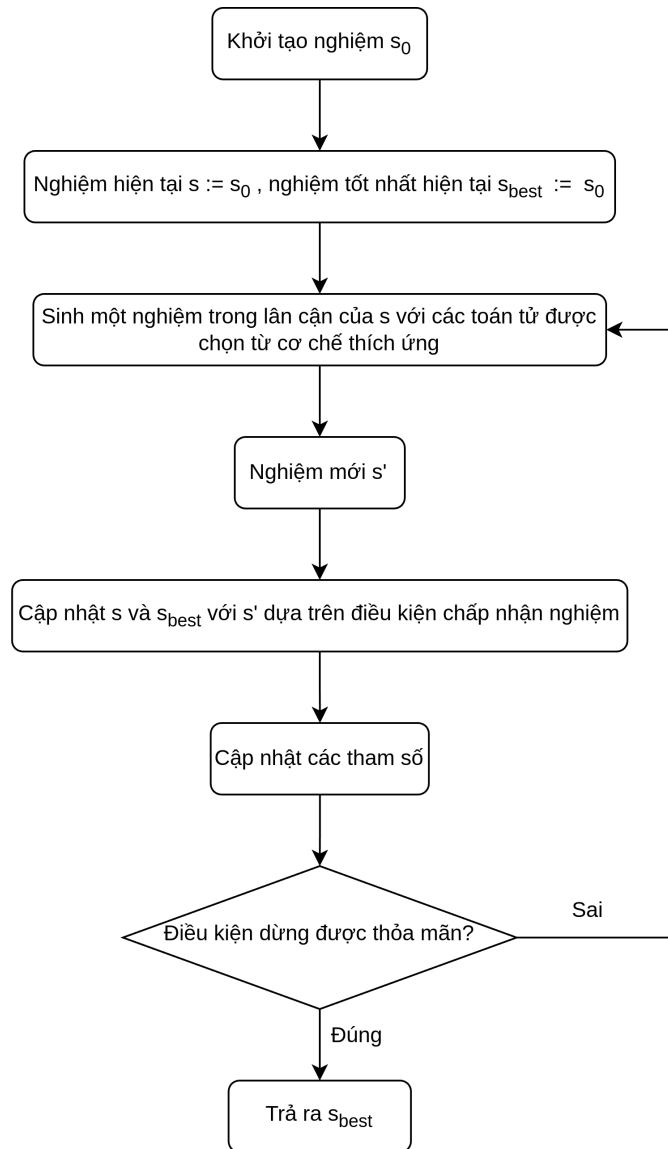 Khởi tạo nghiệm s₀
Nghiệm hiện tại s := s₀ , nghiệm tốt nhất hiện tại s_best := s₀
Sinh một nghiệm trong lân cận của s với các toán tử được
chọn từ cơ chế thích ứng
Nghiệm mới s'
Cập nhật s và s_best với s' dựa trên điều kiện chấp nhận nghiệm
Cập nhật các tham số
Điều kiện dừng được thỏa mãn?
Sai
Đúng
Trả ra s_best